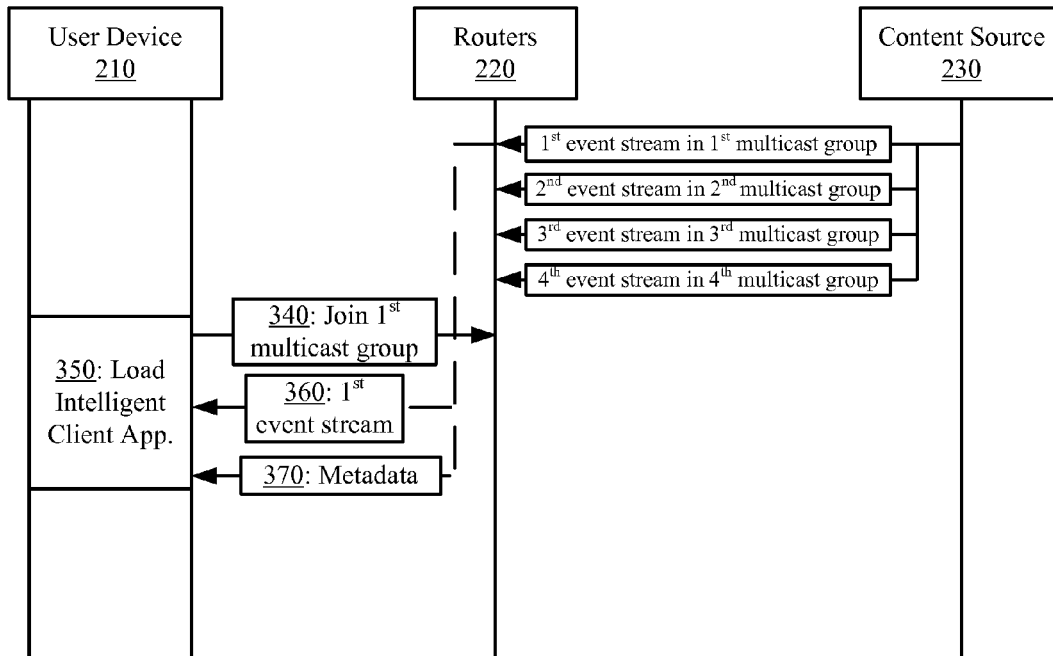 User Device
210
Routers
220
Content Source
230
1st event stream in 1st multicast group
2nd event stream in 2nd multicast group
3rd event stream in 3rd multicast group
4th event stream in 4th multicast group
340: Join 1st
multicast group
350: Load
Intelligent
Client App.
360: 1st
event stream
370: Metadata